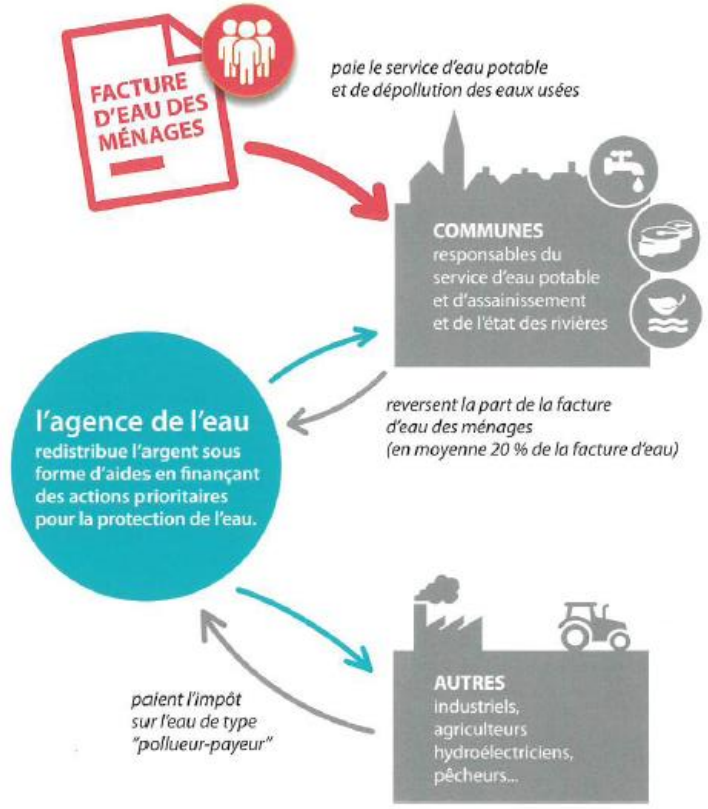 FACTURE
D'EAU DES
MÉNAGES
paie le service d'eau potable
et de dépollution des eaux usées
COMMUNES
responsables du
service d'eau potable
et d'assainissement
et de l'état des rivières
l'agence de l'eau
redistribue l'argent sous
forme d'aides en finançant
des actions prioritaires
pour la protection de l'eau.
reversent la part de la facture
d'eau des ménages
(en moyenne 20 % de la facture d'eau)
paient l'impôt
sur l'eau de type
"pollueur-payeur"
AUTRES
industriels,
agriculteurs
hydroélectriciens,
pêcheurs...